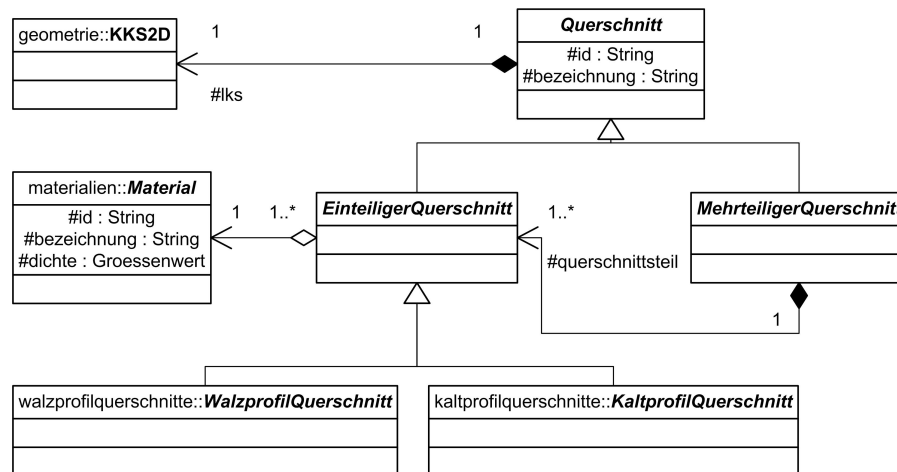 geometrie::KKS2D
1
1
#lks
Querschnitt
#id : String
#bezeichnung : String
materialien::Material
#id : String
#bezeichnung : String
#dichte : Groessenwert
1
1..*
EinteiligerQuerschnitt
1..*
#querschnittsteil
MehrteiligerQuerschnitt
1
walzprofilquerschnitte::WalzprofilQuerschnitt
kaltprofilquerschnitte::KaltprofilQuerschnitt